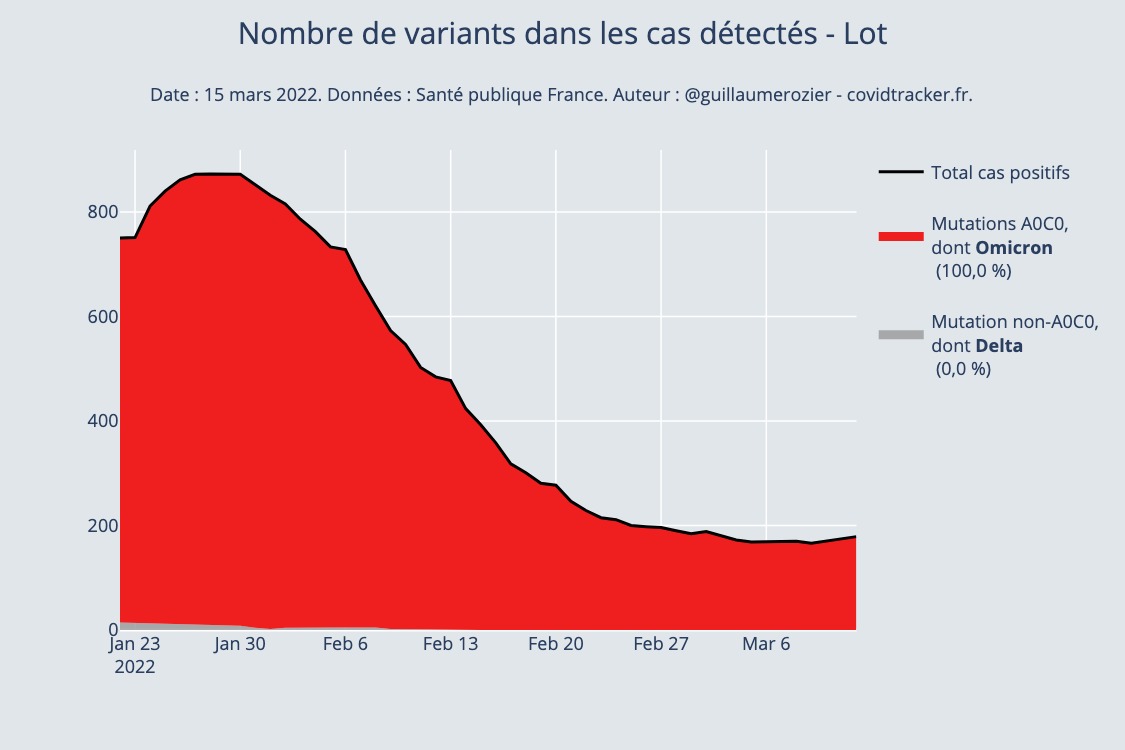 Nombre de variants dans les cas détectés - Lot
Date : 15 mars 2022. Données : Santé publique France. Auteur : @guillaumerozier - covidtracker.fr.
Total cas positifs
Mutations A0C0,
dont Omicron
(100,0 %)
Mutation non-A0C0,
dont Delta
(0,0 %)
800
600
400
200
0
Jan 23
2022
Jan 30
Feb 6
Feb 13
Feb 20
Feb 27
Mar 6